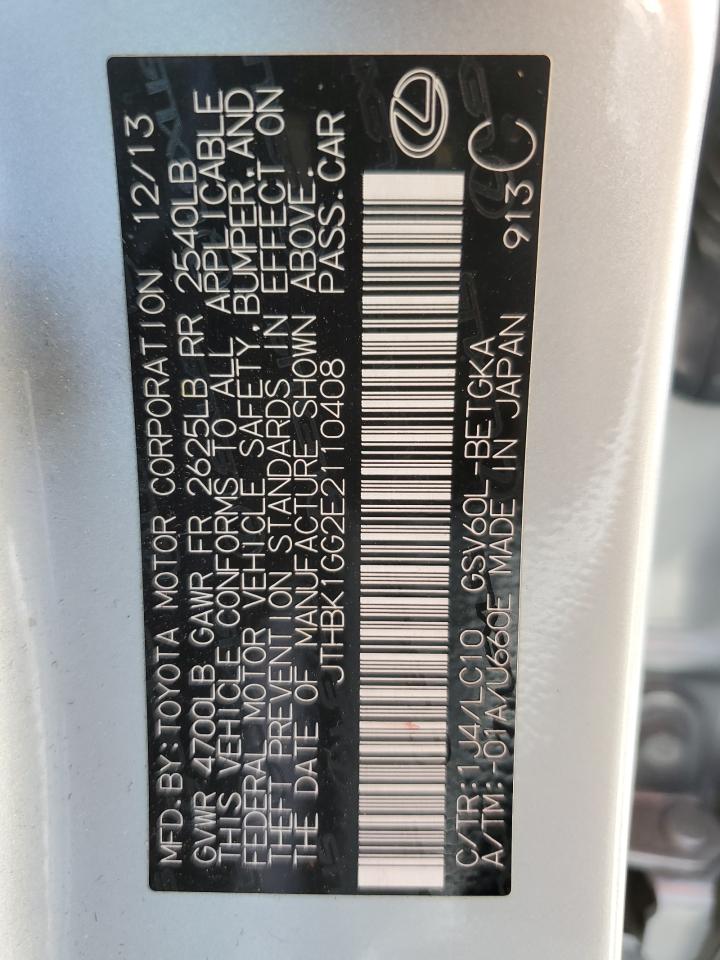 MFD.BY:TOYOTA MOTOR CORPORATION 12/13
GVWR 4700LB GAWR FR 2625LB RR 2540LB
THIS VEHICLE CONFORMS TO ALL APPLICABLE
FEDERAL MOTOR VEHICLE SAFETY,BUMPER,AND
THEFT PREVENTION STANDARDS IN EFFECT ON
THE DATE OF MANUFACTURE SHOWN ABOVE.
JTHBK1GG2E2110408 PASS.CAR
C/TR:1J4/LC10 GSV60L-BETGKA 913 C
A/TM:-01A/U660E MADE IN JAPAN